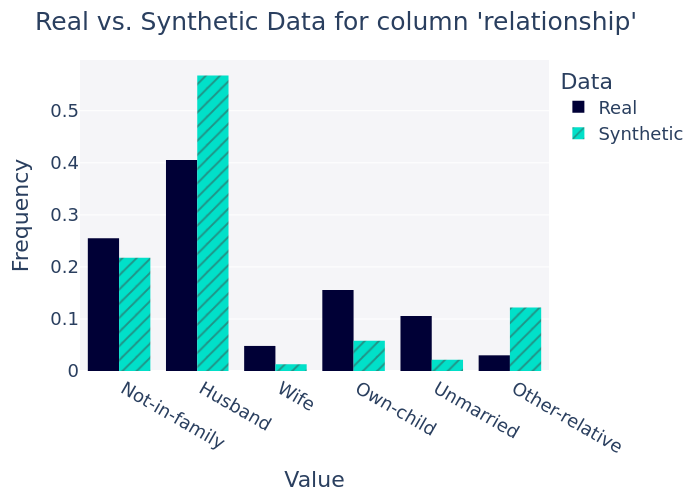 Real vs. Synthetic Data for column 'relationship'
Data
Real
Synthetic
Frequency
0.5
0.4
0.3
0.2
0.1
0
Not-in-family
Husband
Wife
Own-child
Unmarried
Other-relative
Value